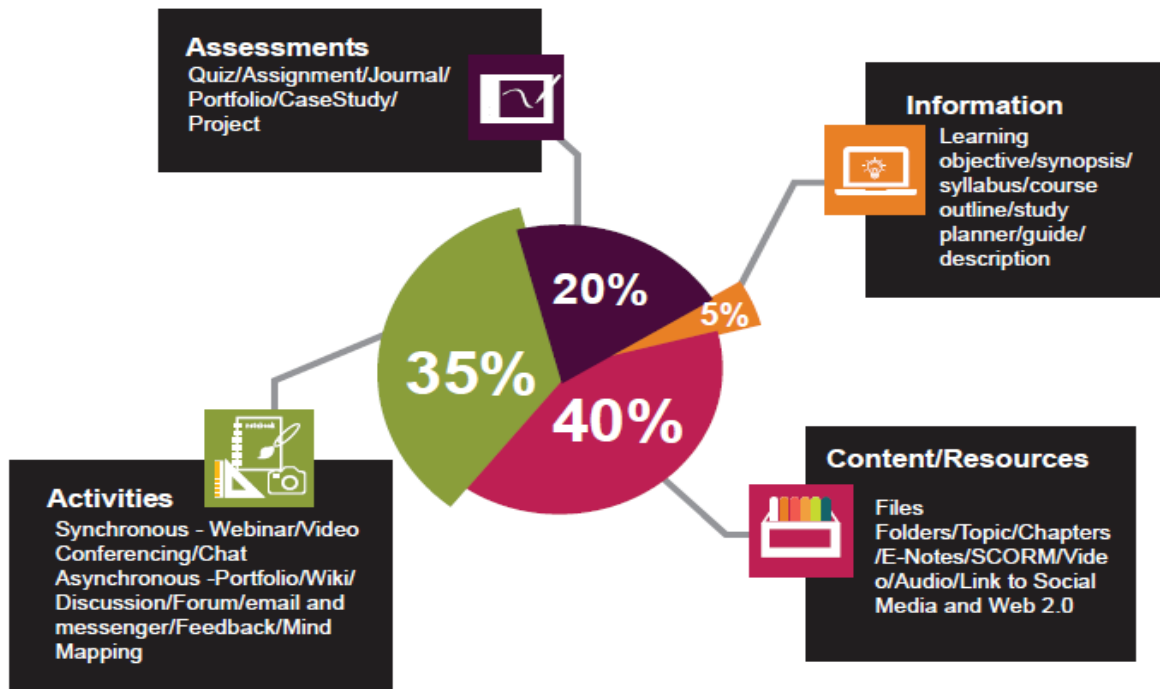 Assessments
Quiz/Assignment/Journal/
Portfolio/CaseStudy/
Project
Information
Learning
objective/synopsis/
syllabus/course
outline/study
planner/guide/
description
20%
5%
35%
40%
notebook
Activities
Synchronous - Webinar/Video
Conferencing/Chat
Asynchronous -Portfolio/Wiki/
Discussion/Forum/email and
messenger/Feedback/Mind
Mapping
Content/Resources
Files
Folders/Topic/Chapters
/E-Notes/SCORM/Vide
o/Audio/Link to Social
Media and Web 2.0